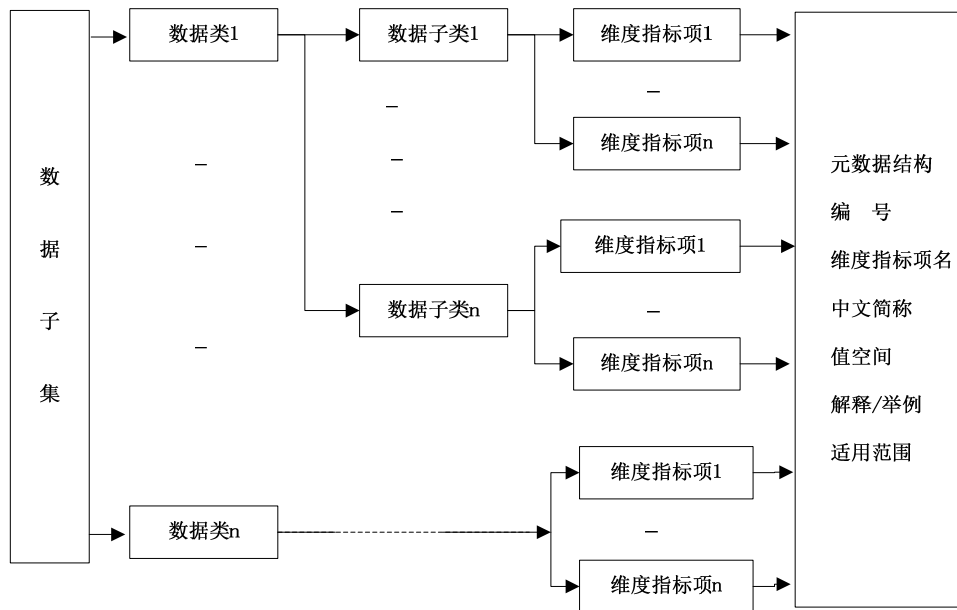 数据子集
数据类1
数据子类1
维度指标项1
维度指标项n
数据子类n
维度指标项1
维度指标项n
数据类n
维度指标项1
维度指标项n
元数据结构
编 号
维度指标项名
中文简称
值空间
解释/举例
适用范围